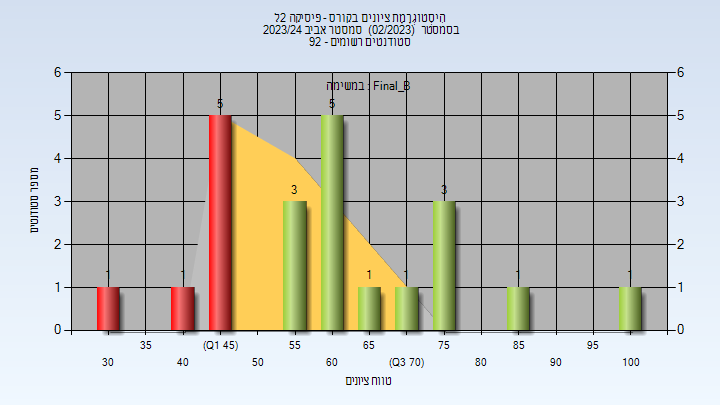 היסטוגרמת ציונים בקורס - פיסיקה 2ל
בסמסטר (02/2023) סמסטר אביב 2023/24
סטודנטים רשומים - 92
במשימה : Final_B
מספר סטודנטים
6 6
5 5
4 4
3 3
2 2
1 1
0 0
1 1 5 3 5 1 1 3 1 1
35 (Q1 45) 55 65 75 85 95
30 40 50 60 (Q3 70) 80 90 100
טווח ציונים